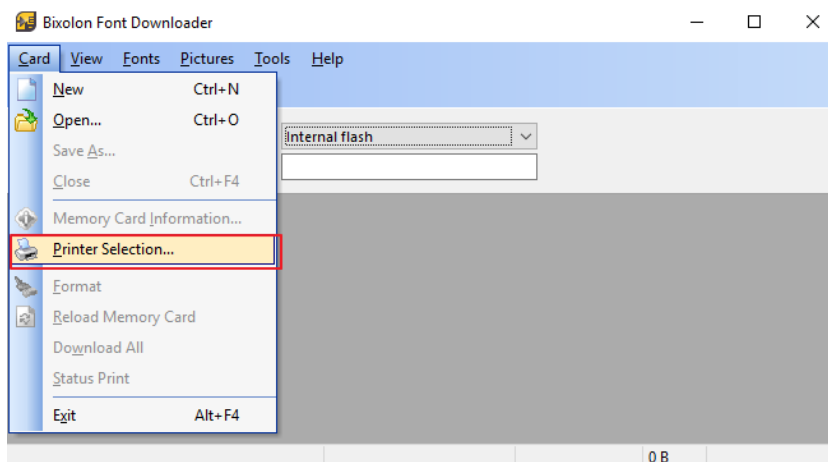 Bixolon Font Downloader
Card View Fonts Pictures Tools Help
New Ctrl+N
Open... Ctrl+O
Internal flash
Save As...
Close Ctrl+F4
Memory Card Information...
Printer Selection...
Format
Reload Memory Card
Download All
Status Print
Exit Alt+F4
0 B